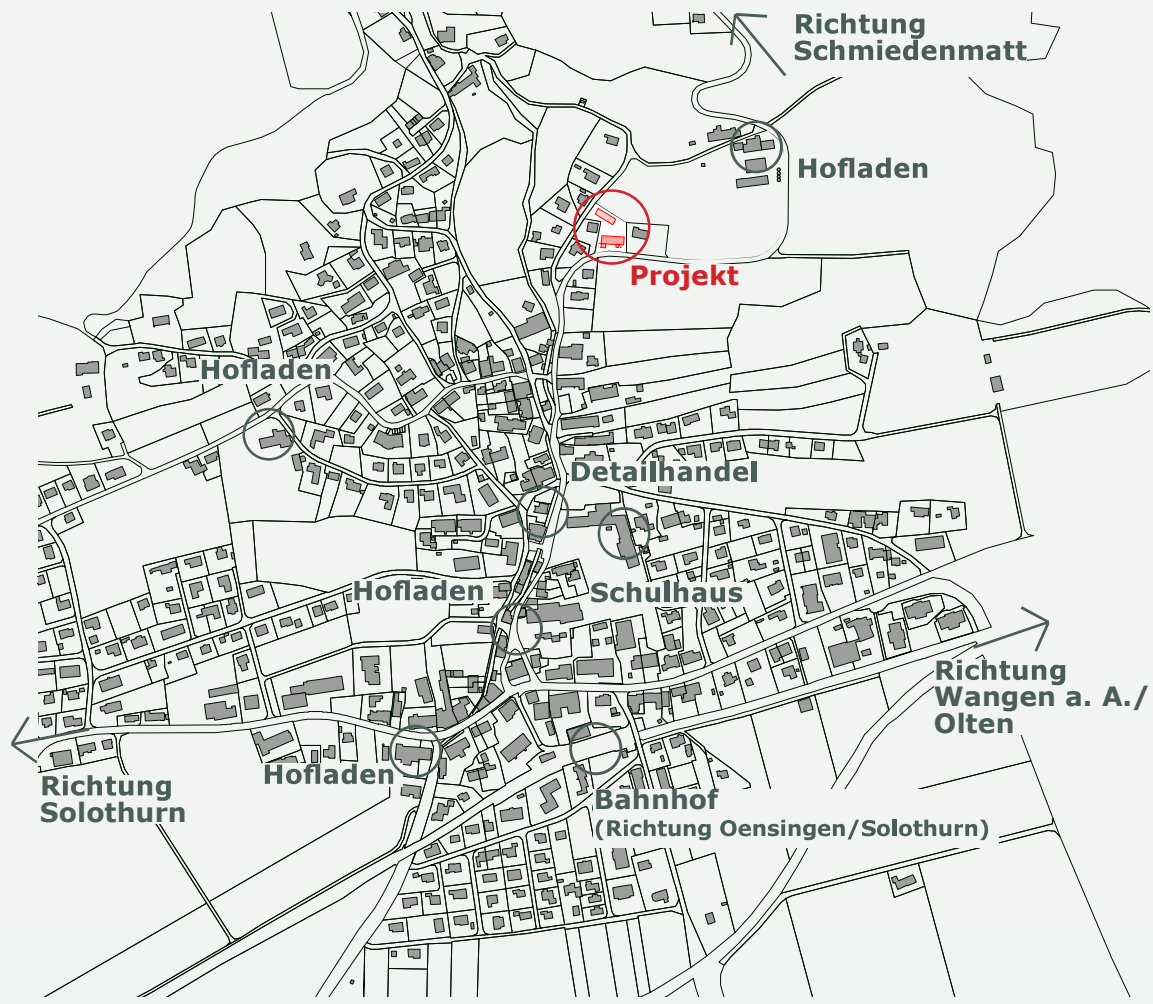 Richtung
Schmiedenmatt
Hofladen
Projekt
Hofladen
Detailhandel
Hofladen
Schulhaus
Richtung
Wangen a. A./
Olten
Hofladen
Richtung
Solothurn
Bahnhof
(Richtung Oensingen/Solothurn)